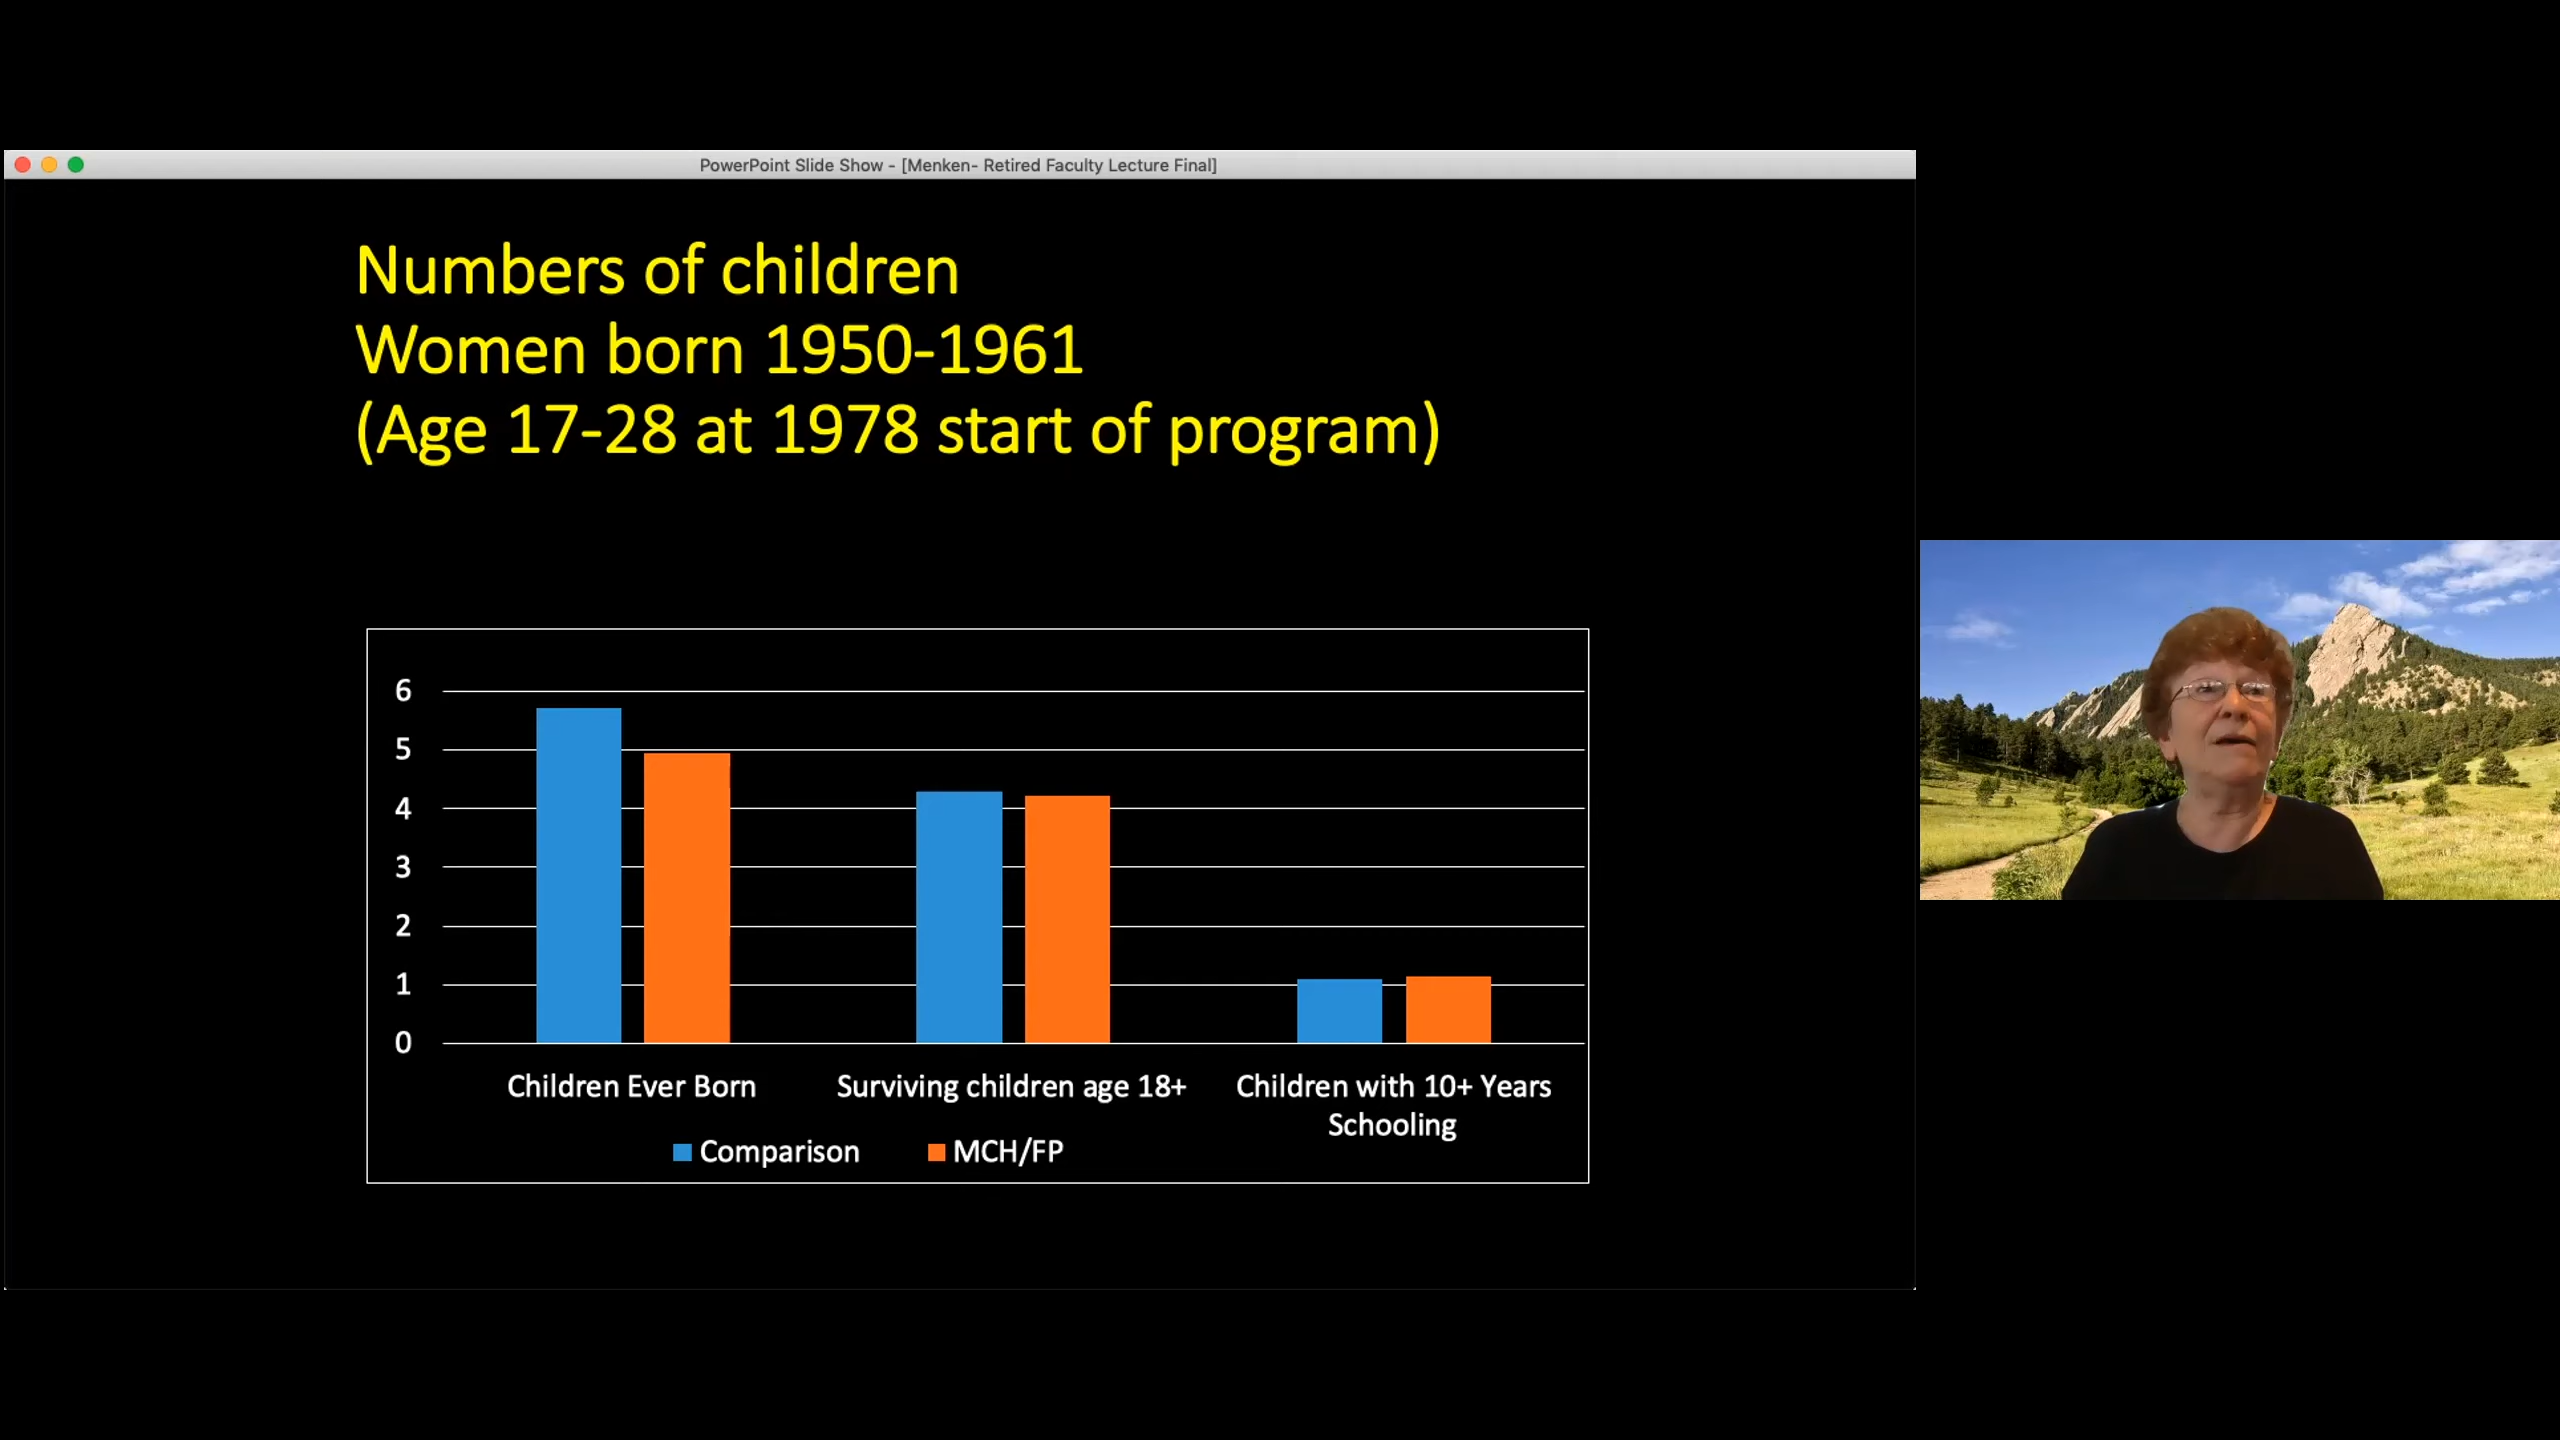 PowerPoint Slide Show - [Menken- Retired Faculty Lecture Final]
Numbers of children
Women born 1950-1961
(Age 17-28 at 1978 start of program)
6
5
4
3
2
1
0
Children Ever Born
Surviving children age 18+
Children with 10+ Years
Schooling
Comparison
MCH/FP